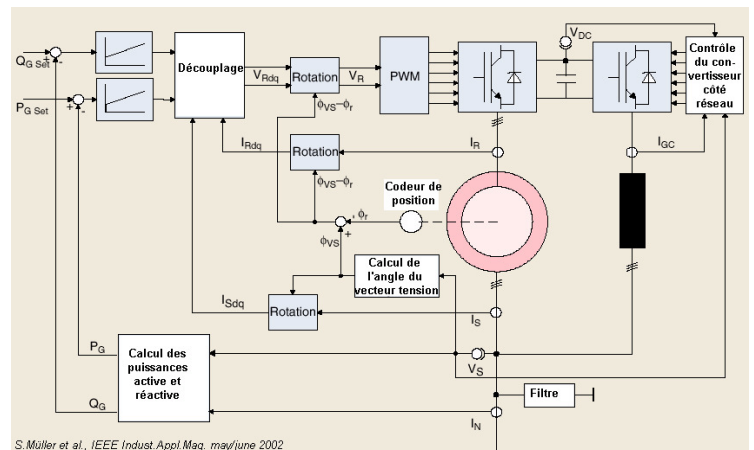 Q_G Set
+
-
P_G Set
+
-
Découplage
V_Rdq
Rotation
V_R
PWM
V_DC
Contrôle
du con-
vertisseur
côté
réseau
ϕ_VS–ϕ_r
I_Rdq
Rotation
I_R
I_GC
ϕ_VS–ϕ_r
Codeur de
position
- ϕ_r
+
ϕ_VS
Calcul de
l'angle du
vecteur tension
I_Sdq
Rotation
I_S
P_G
Calcul des
puissances
active et
réactive
V_S
Q_G
Filtre
I_N
S.Müller et al., IEEE Indust.Appl.Mag. may/june 2002